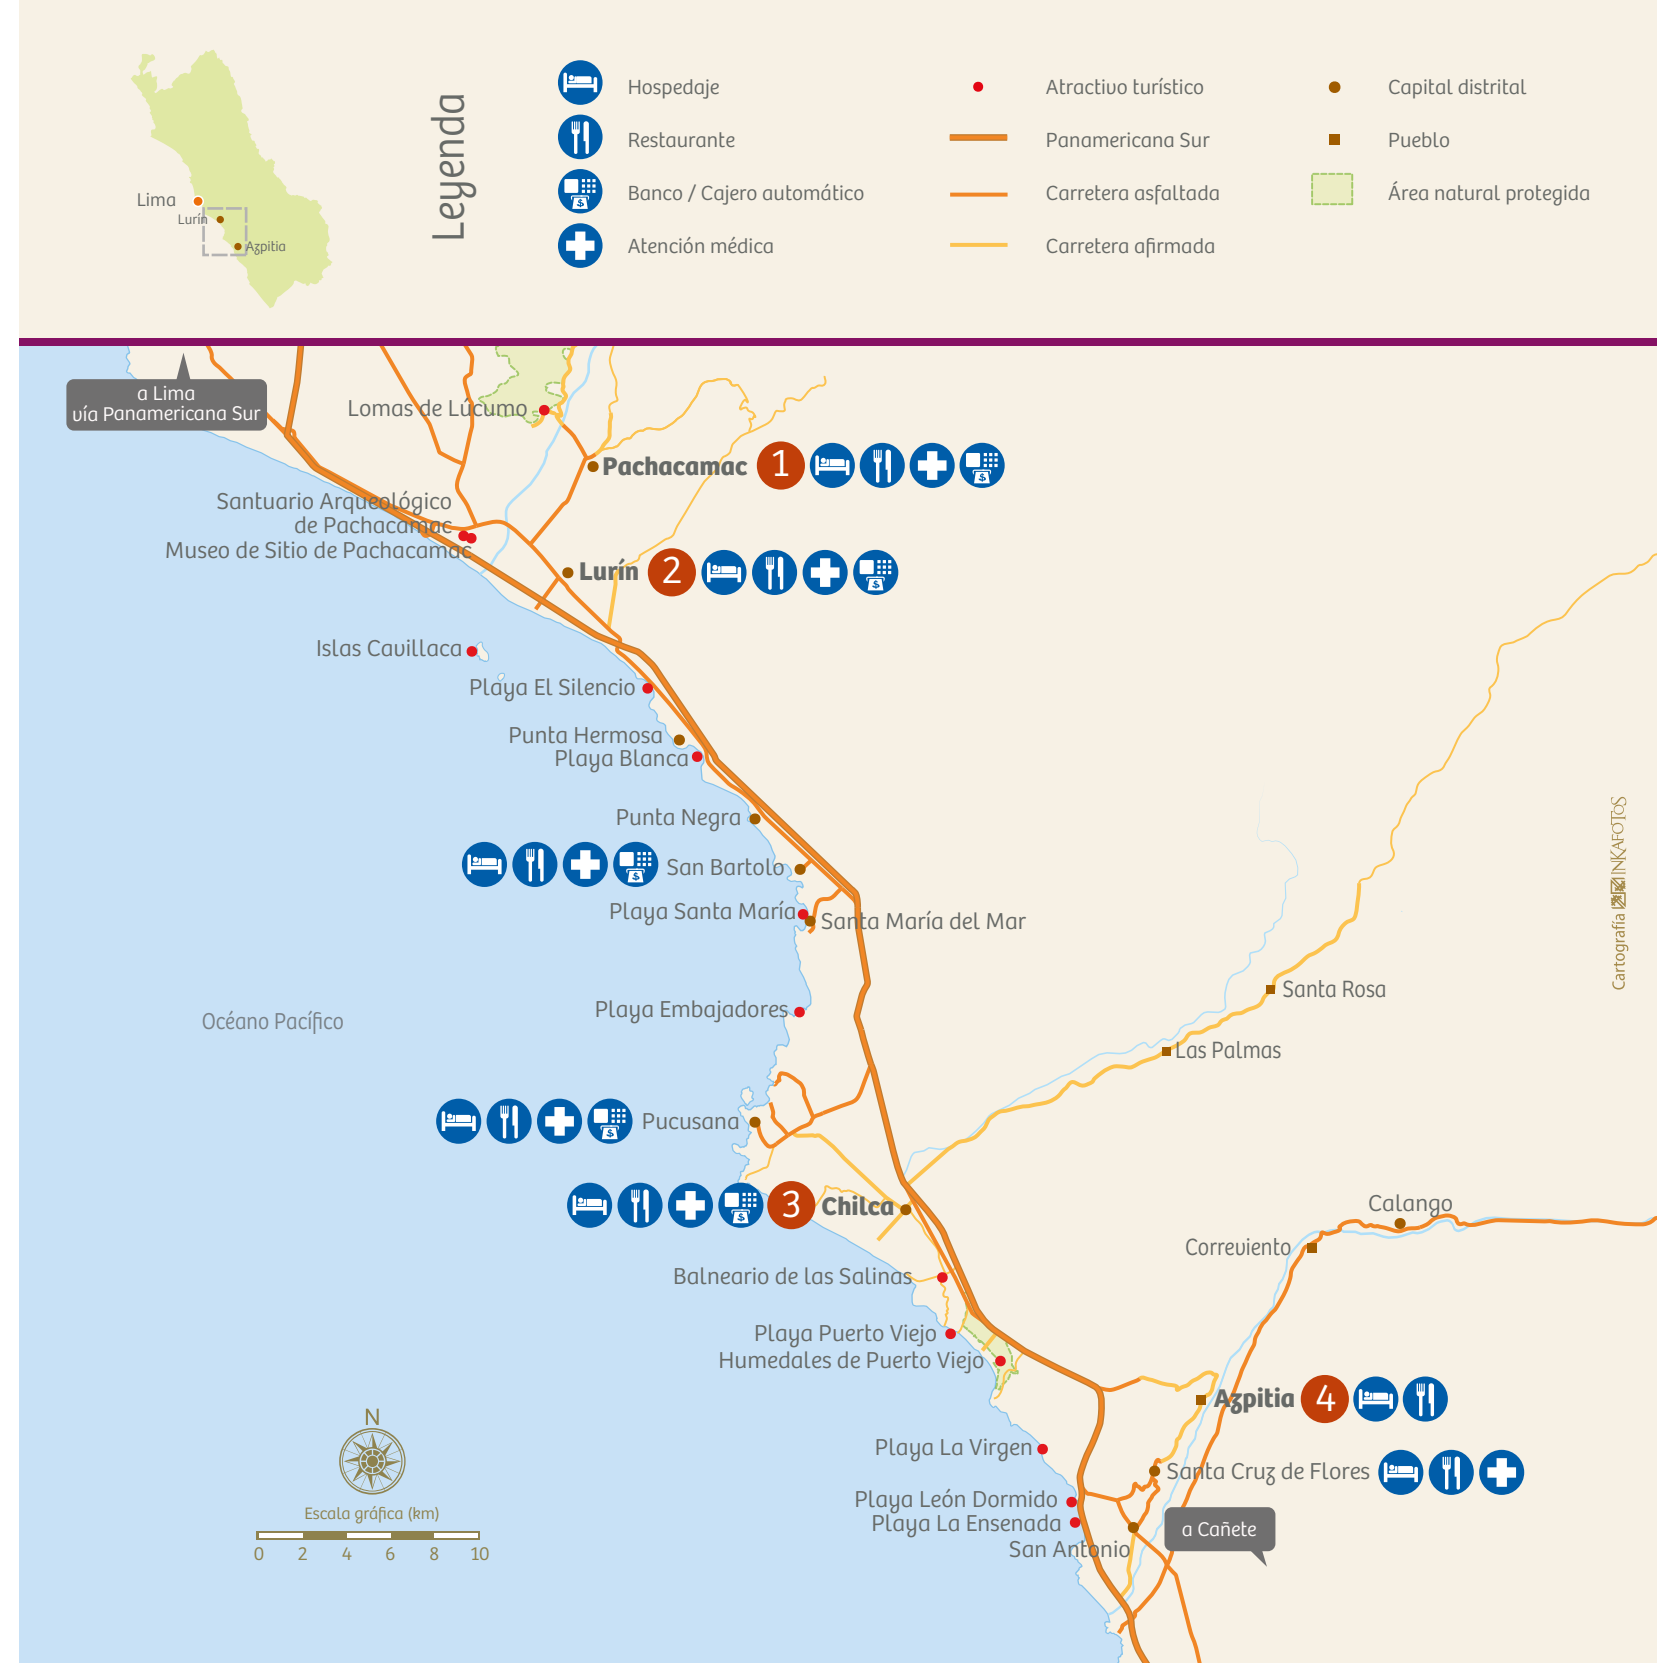 Lima
Lurín
Azpitia
Leyenda
Hospedaje
Restaurante
Banco / Cajero automático
Atención médica
Atractivo turístico
Panamericana Sur
Carretera asfaltada
Carretera afirmada
Capital distrital
Pueblo
Área natural protegida
a Lima
vía Panamericana Sur
Lomas de Lúcumo
Pachacamac 1
Santuario Arqueológico
de Pachacamac
Museo de Sitio de Pachacamac
Lurín 2
Islas Cavillaca
Playa El Silencio
Punta Hermosa
Playa Blanca
Punta Negra
San Bartolo
Playa Santa María
Santa María del Mar
Océano Pacífico
Playa Embajadores
Santa Rosa
Las Palmas
Cartografía INKAFOTOS
Pucusana
3 Chilca
Calango
Correviento
Balneario de las Salinas
Playa Puerto Viejo
Humedales de Puerto Viejo
Azpitia 4
Playa La Virgen
Santa Cruz de Flores
Playa León Dormido
Playa La Ensenada
San Antonio
a Cañete
N
Escala gráfica (km)
0 2 4 6 8 10